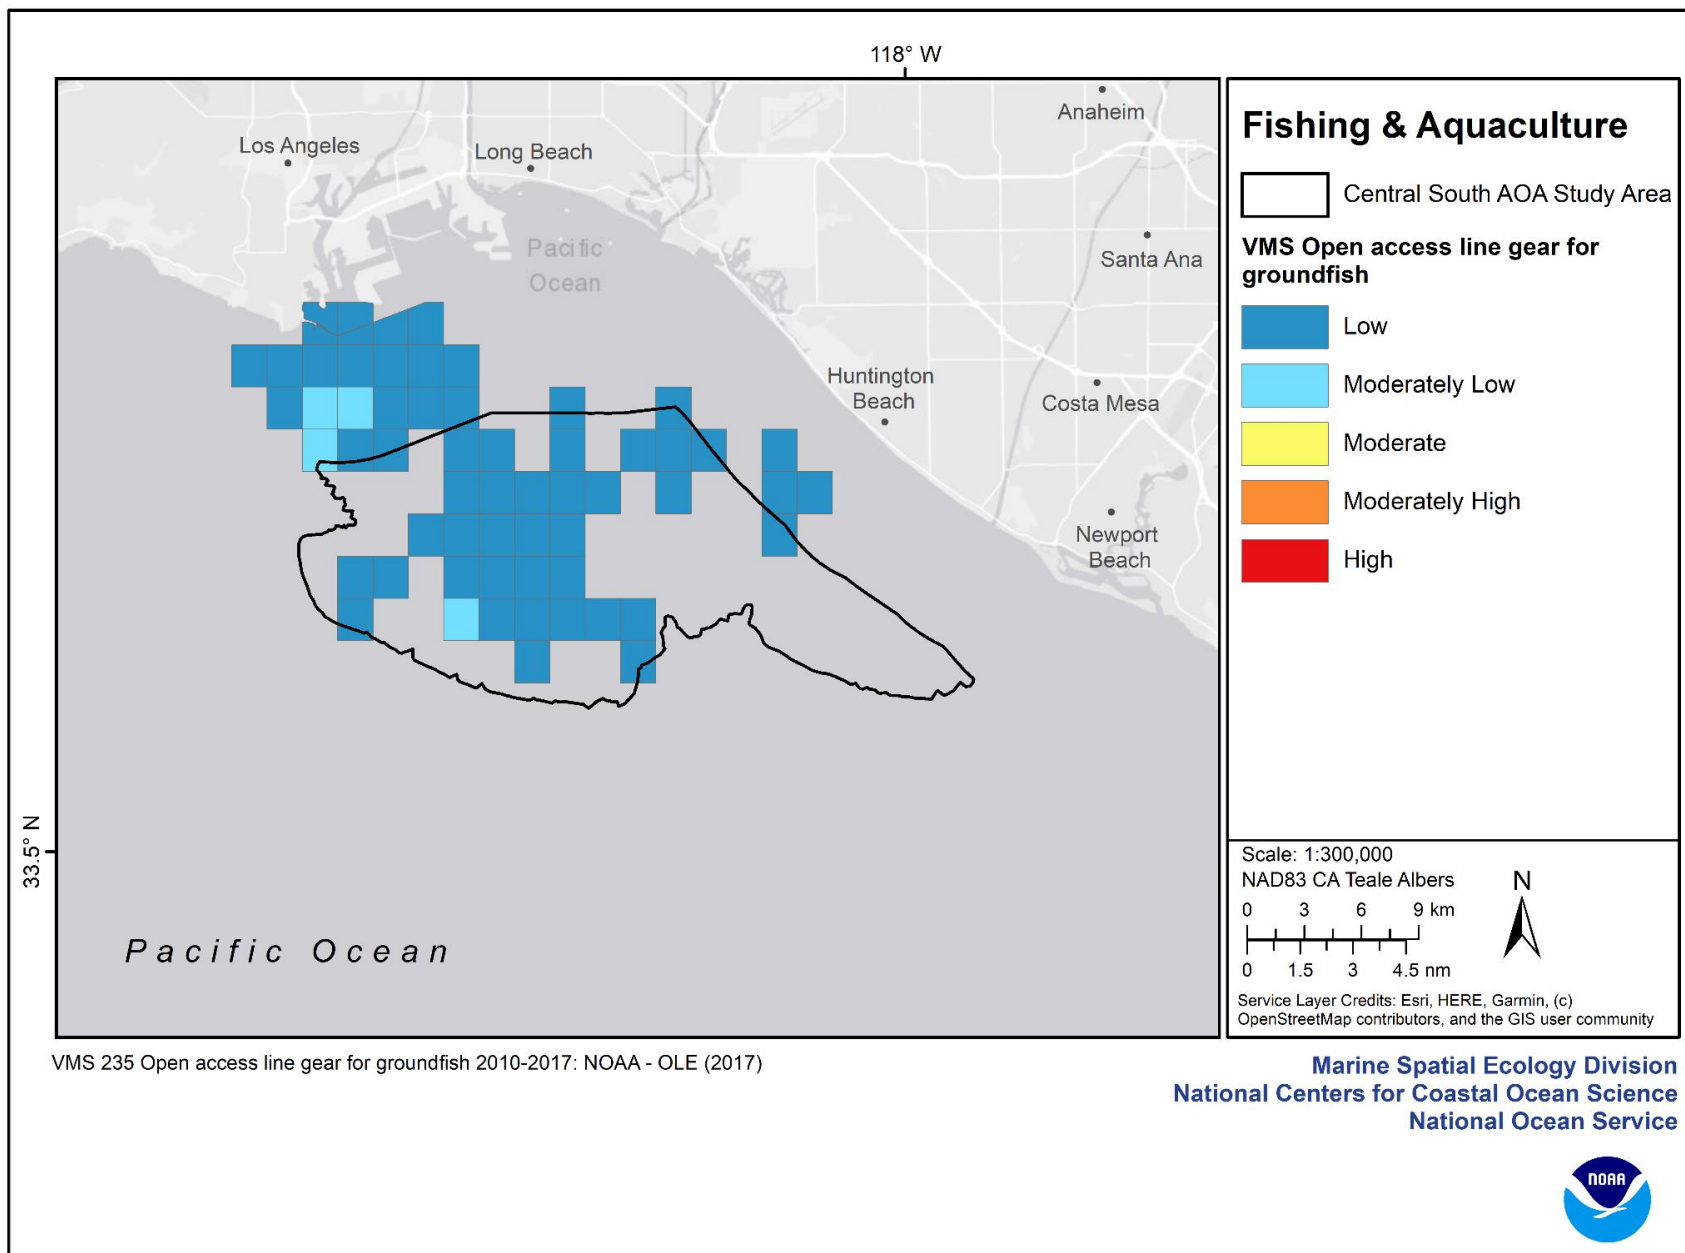 118° W
Anaheim
Los Angeles
Long Beach
Pacific
Ocean
Santa Ana
Huntington
Beach
Costa Mesa
Newport
Beach
33.5° N
Pacific Ocean
Fishing & Aquaculture
Central South AOA Study Area
VMS Open access line gear for
groundfish
Low
Moderately Low
Moderate
Moderately High
High
Scale: 1:300,000
NAD83 CA Teale Albers
N
0 3 6 9 km
0 1.5 3 4.5 nm
Service Layer Credits: Esri, HERE, Garmin, (c)
OpenStreetMap contributors, and the GIS user community
VMS 235 Open access line gear for groundfish 2010-2017: NOAA - OLE (2017)
Marine Spatial Ecology Division
National Centers for Coastal Ocean Science
National Ocean Service
NOAA